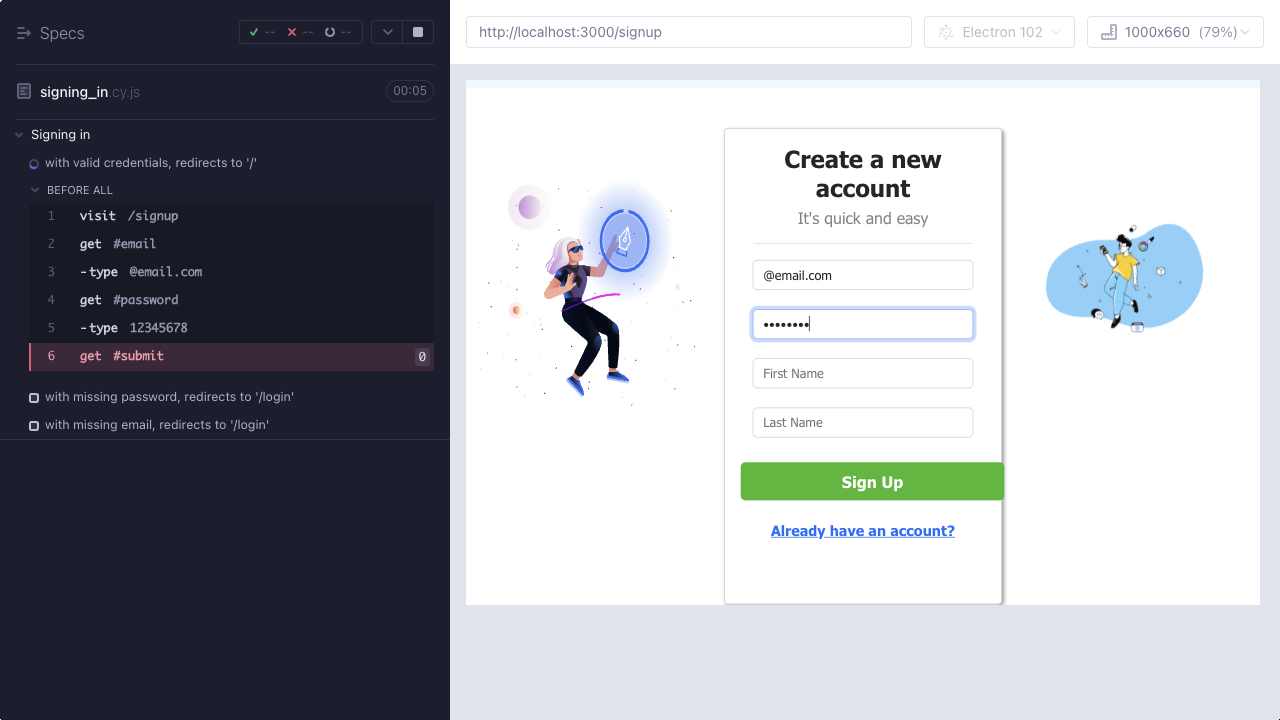 Specs
-- -- --
signing_in.cy.js
00:05
Signing in
with valid credentials, redirects to '/'
BEFORE ALL
1 visit /signup
2 get #email
3 -type @email.com
4 get #password
5 -type 12345678
6 get #submit 0
with missing password, redirects to '/login'
with missing email, redirects to '/login'
http://localhost:3000/signup
Electron 102
1000x660 (79%)
Create a new
account
It's quick and easy
@email.com
••••••••
First Name
Last Name
Sign Up
Already have an account?